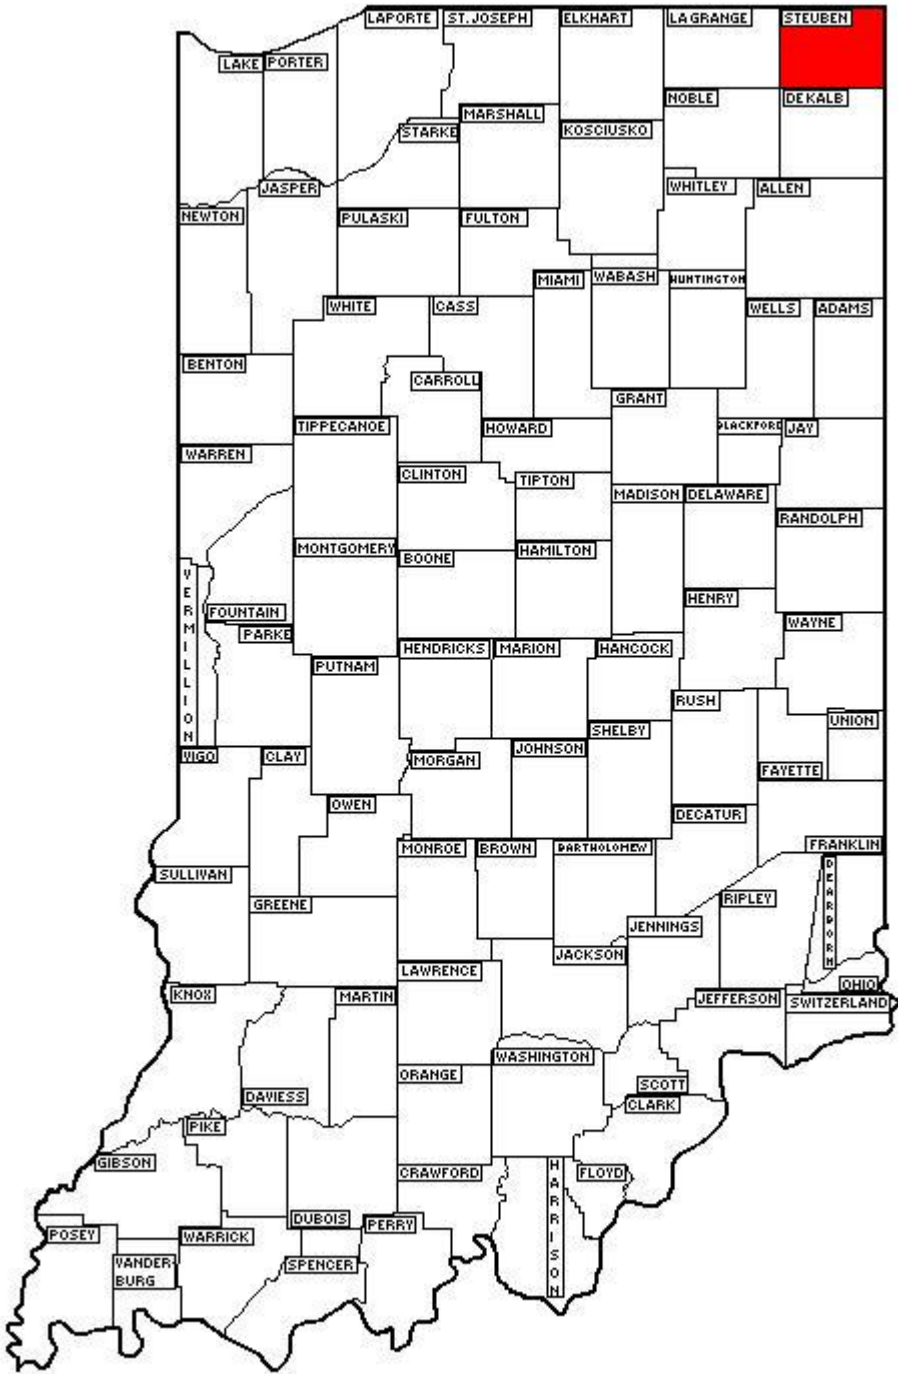 LAPORTE
ST. JOSEPH
ELKHART
LAGRANGE
STEUBEN
LAKE
PORTER
NOBLE
DEKALB
MARSHALL
STARKE
KOSCIUSKO
JASPER
WHITLEY
ALLEN
NEWTON
PULASKI
FULTON
MIAMI
WABASH
HUNTINGTON
WHITE
CASS
WELLS
ADAMS
BENTON
CARROLL
GRANT
TIPPECANOE
HOWARD
BLACKFORD
JAY
WARREN
CLINTON
TIPTON
MADISON
DELAWARE
RANDOLPH
MONTGOMERY
BOONE
HAMILTON
VERMILLION
HENRY
FOUNTAIN
PARKE
WAYNE
HENDRICKS
MARION
HANCOCK
PUTNAM
RUSH
UNION
SHELBY
VIGO
CLAY
MORGAN
JOHNSON
FAYETTE
OWEN
DECATUR
MONROE
BROWN
BARTHOLOMEW
FRANKLIN
DEARBORN
SULLIVAN
GREENE
RIPLEY
JENNINGS
JACKSON
LAWRENCE
OHIO
KNOX
MARTIN
JEFFERSON
SWITZERLAND
WASHINGTON
ORANGE
SCOTT
DAVIESS
CLARK
PIKE
GIBSON
CRAWFORD
HARRISON
FLOYD
DUBOIS
PERRY
POSEY
WARRICK
VANDER-
BURG
SPENCER